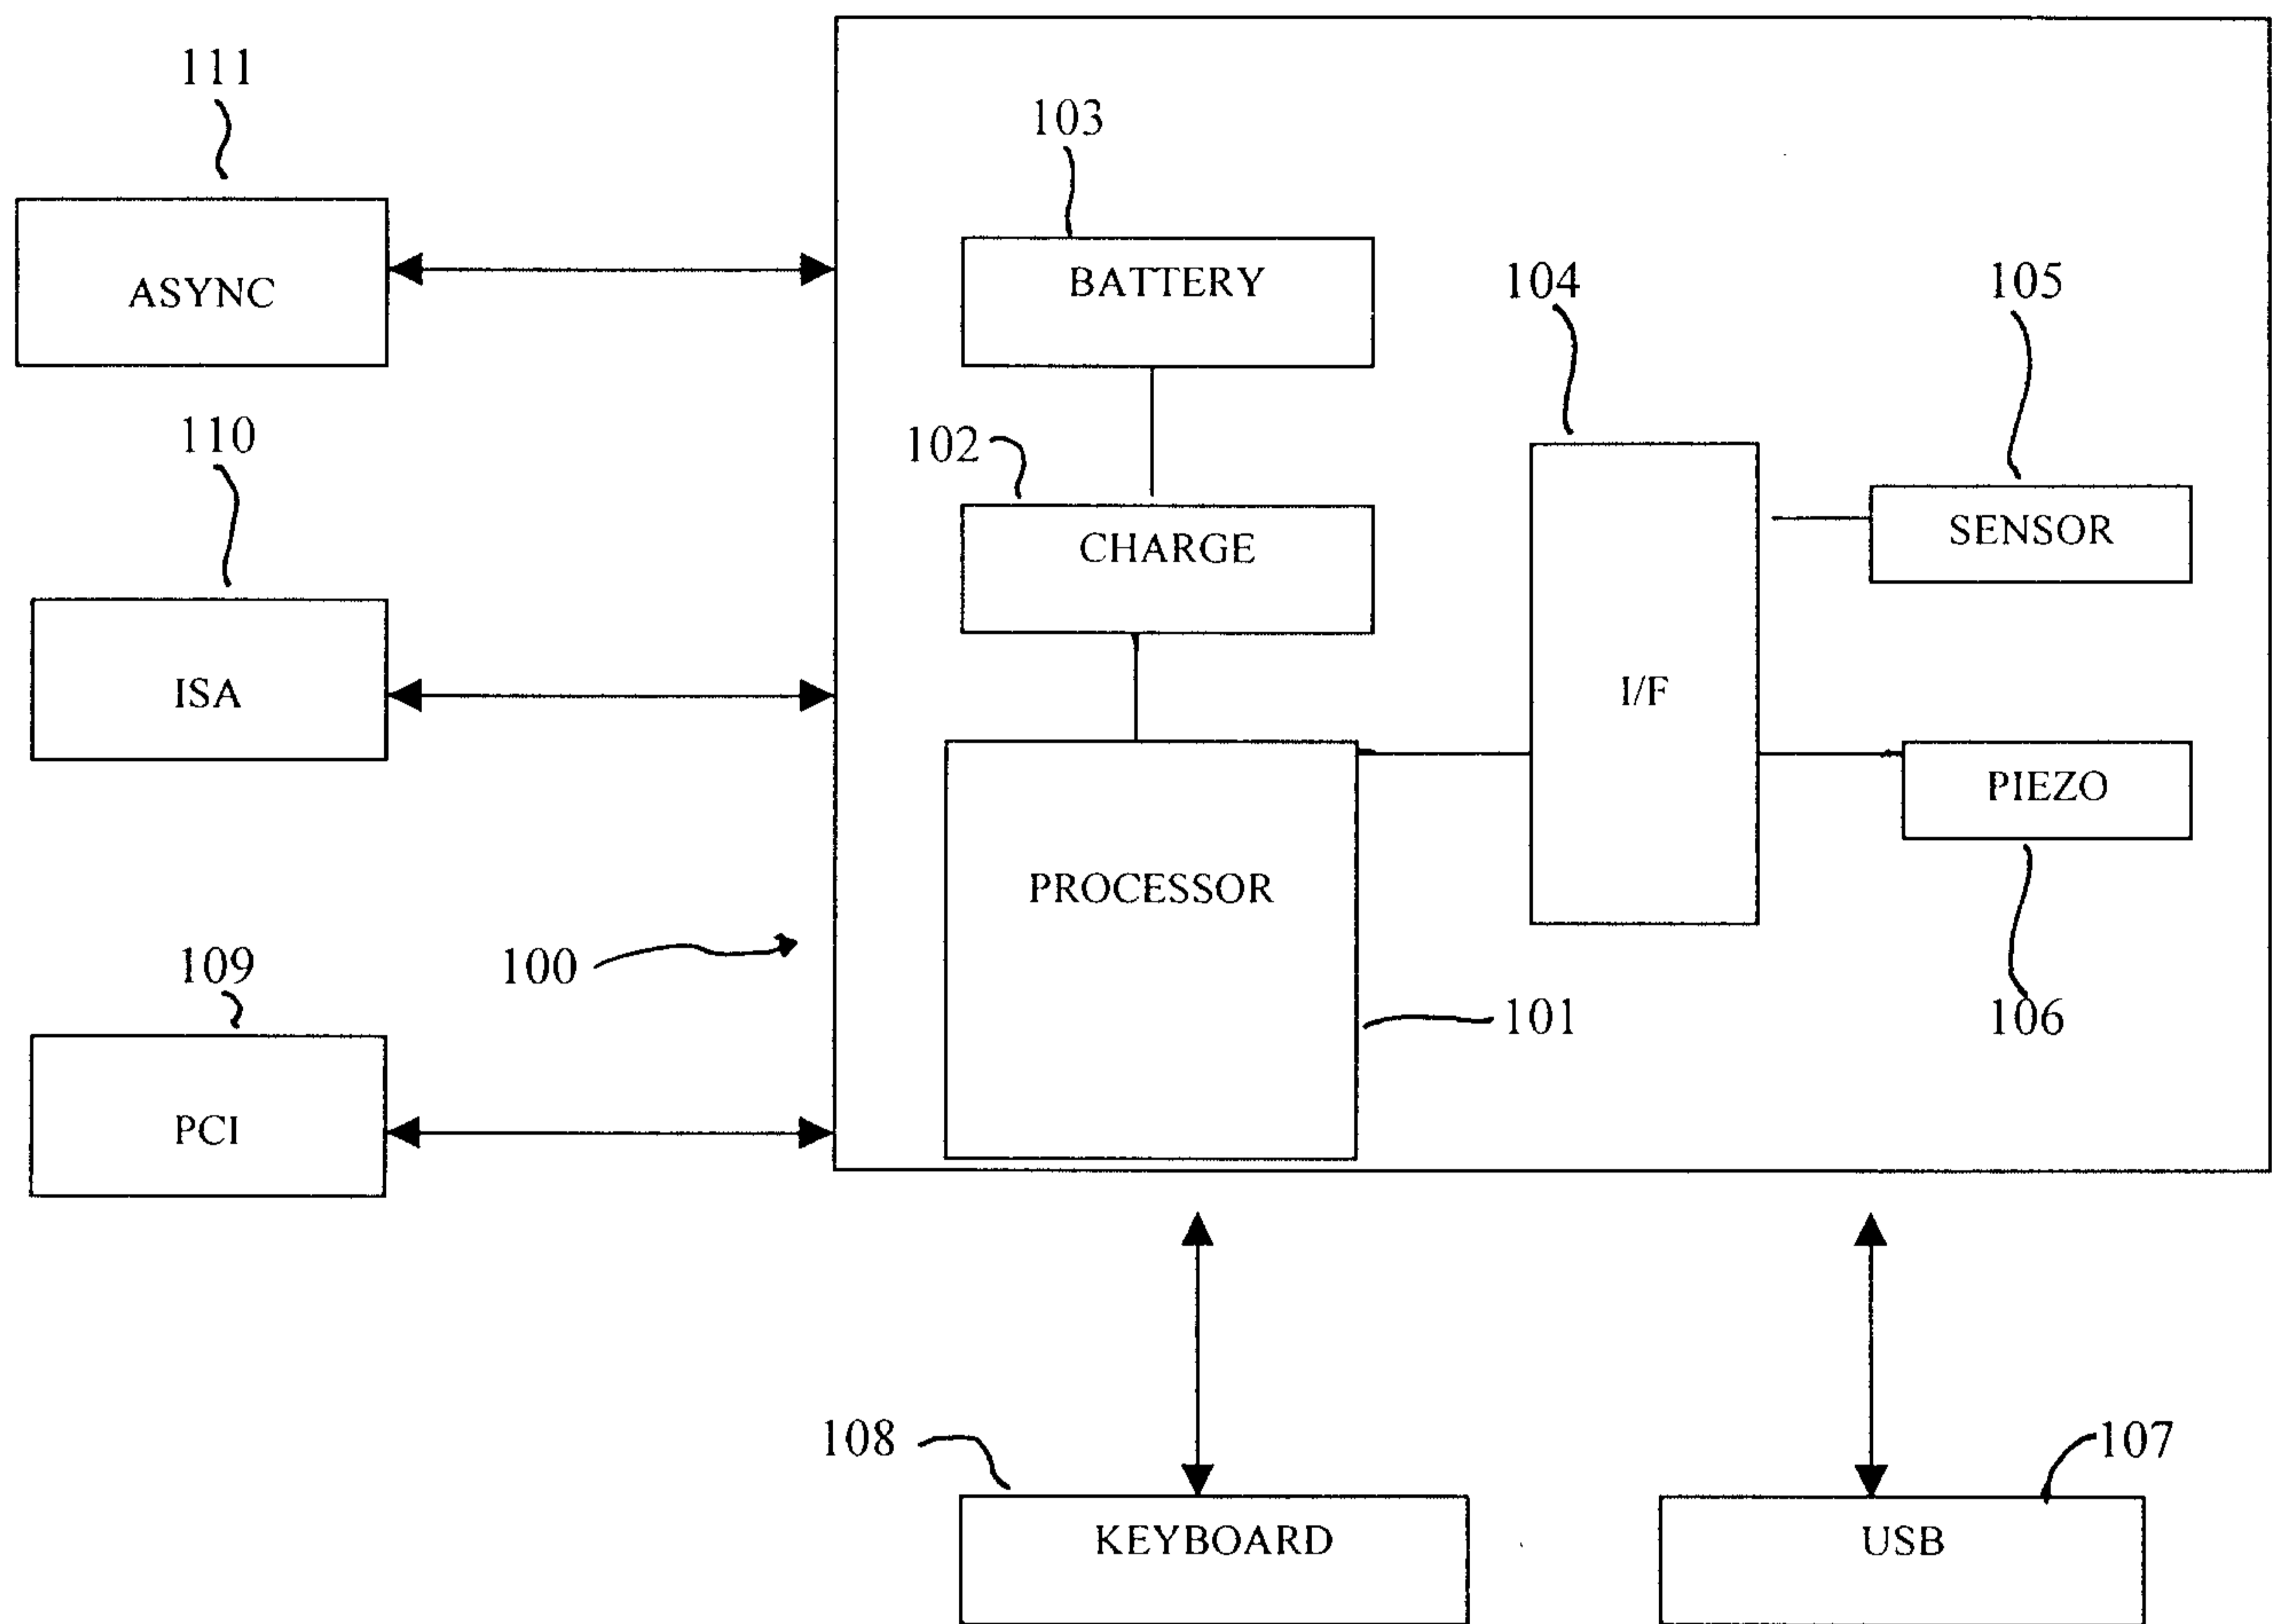 111
103
BATTERY
104
105
ASYNC
110
102
CHARGE
SENSOR
ISA
I/F
PIEZO
PROCESSOR
109
100
101
106
PCI
108
107
KEYBOARD
USB